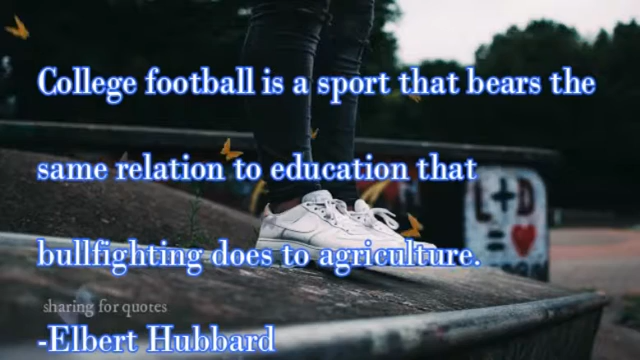 College football is a sport that bears the
same relation to education that
L+D
=♥
bullfighting does to agriculture.
sharing for quotes
-Elbert Hubbard